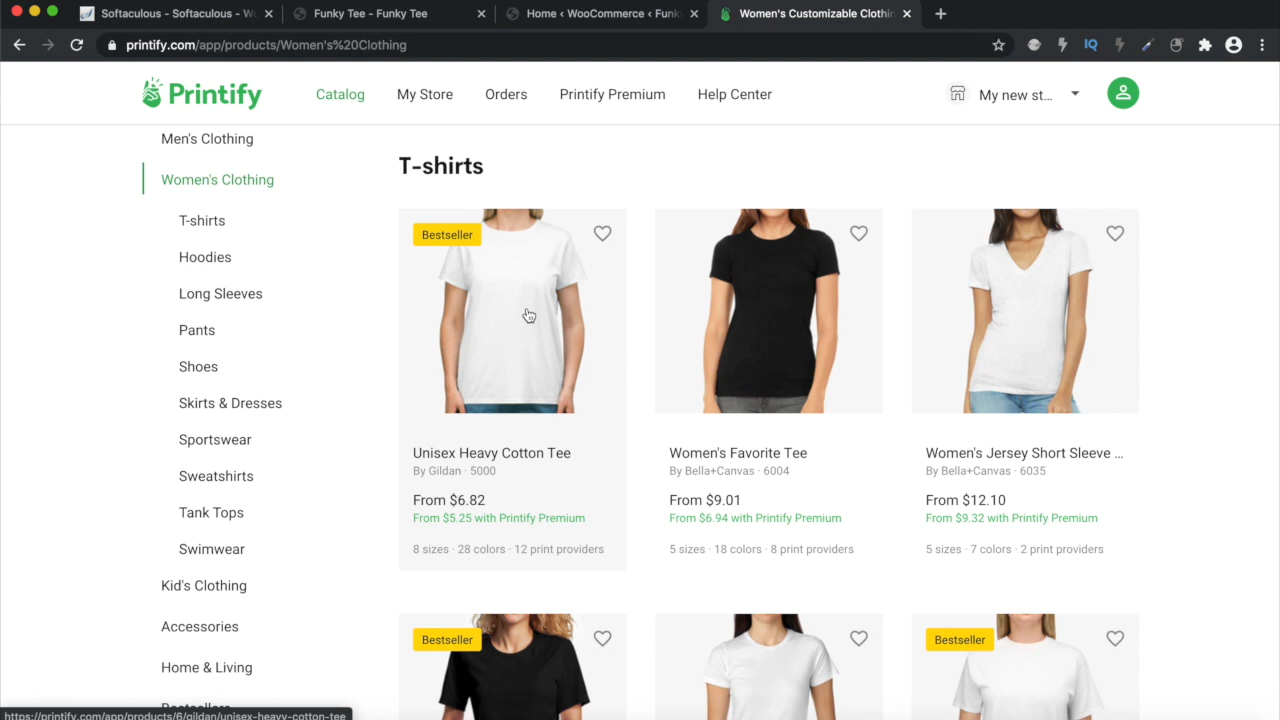 Softaculous - Softaculous - Wo
Funky Tee - Funky Tee
Home ‹ WooCommerce ‹ Funk
Women's Customizable Clothin
printify.com/app/products/Women's%20Clothing
IQ
Printify
Catalog
My Store
Orders
Printify Premium
Help Center
My new st...
Men's Clothing
Women's Clothing
T-shirts
Hoodies
Long Sleeves
Pants
Shoes
Skirts & Dresses
Sportswear
Sweatshirts
Tank Tops
Swimwear
Kid's Clothing
Accessories
Home & Living
Bestsellers
T-shirts
Bestseller
Unisex Heavy Cotton Tee
By Gildan · 5000
From $6.82
From $5.25 with Printify Premium
8 sizes · 28 colors · 12 print providers
Women's Favorite Tee
By Bella+Canvas · 6004
From $9.01
From $6.94 with Printify Premium
5 sizes · 18 colors · 8 print providers
Women's Jersey Short Sleeve ...
By Bella+Canvas · 6035
From $12.10
From $9.32 with Printify Premium
5 sizes · 7 colors · 2 print providers
Bestseller
Bestseller
https://printify.com/app/products/6/gildan/unisex-heavy-cotton-tee